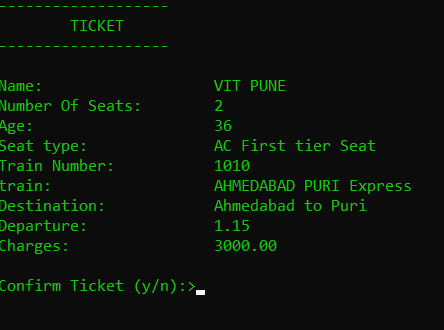 -------------------
TICKET
-------------------
Name: VIT PUNE
Number Of Seats: 2
Age: 36
Seat type: AC First tier Seat
Train Number: 1010
train: AHMEDABAD PURI Express
Destination: Ahmedabad to Puri
Departure: 1.15
Charges: 3000.00
Confirm Ticket (y/n):>